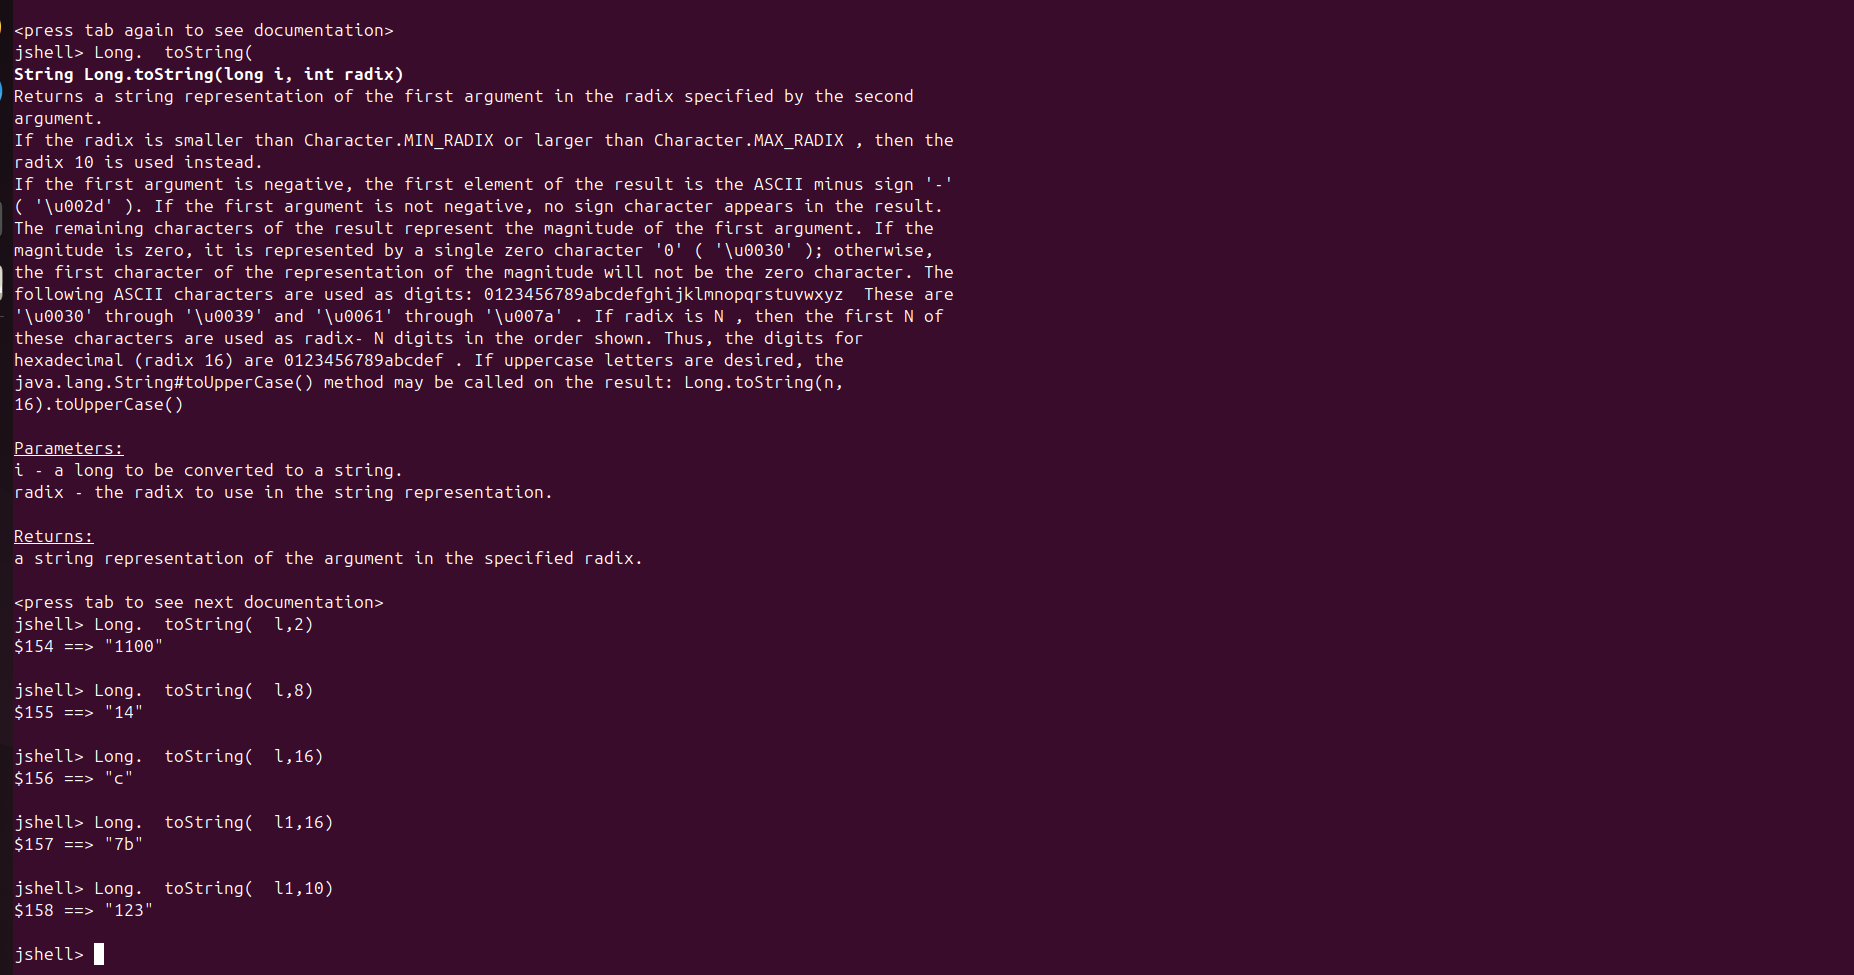 <press tab again to see documentation>
jshell> Long.  toString(
String Long.toString(long i, int radix)
Returns a string representation of the first argument in the radix specified by the second
argument.
If the radix is smaller than Character.MIN_RADIX or larger than Character.MAX_RADIX , then the
radix 10 is used instead.
If the first argument is negative, the first element of the result is the ASCII minus sign '-'
( '\u002d' ). If the first argument is not negative, no sign character appears in the result.
The remaining characters of the result represent the magnitude of the first argument. If the
magnitude is zero, it is represented by a single zero character '0' ( '\u0030' ); otherwise,
the first character of the representation of the magnitude will not be the zero character. The
following ASCII characters are used as digits: 0123456789abcdefghijklmnopqrstuvwxyz  These are
'\u0030' through '\u0039' and '\u0061' through '\u007a' . If radix is N , then the first N of
these characters are used as radix- N digits in the order shown. Thus, the digits for
hexadecimal (radix 16) are 0123456789abcdef . If uppercase letters are desired, the
java.lang.String#toUpperCase() method may be called on the result: Long.toString(n,
16).toUpperCase()
Parameters:
i - a long to be converted to a string.
radix - the radix to use in the string representation.
Returns:
a string representation of the argument in the specified radix.
<press tab to see next documentation>
jshell> Long.  toString(  l,2)
$154 ==> "1100"
jshell> Long.  toString(  l,8)
$155 ==> "14"
jshell> Long.  toString(  l,16)
$156 ==> "c"
jshell> Long.  toString(  l1,16)
$157 ==> "7b"
jshell> Long.  toString(  l1,10)
$158 ==> "123"
jshell>